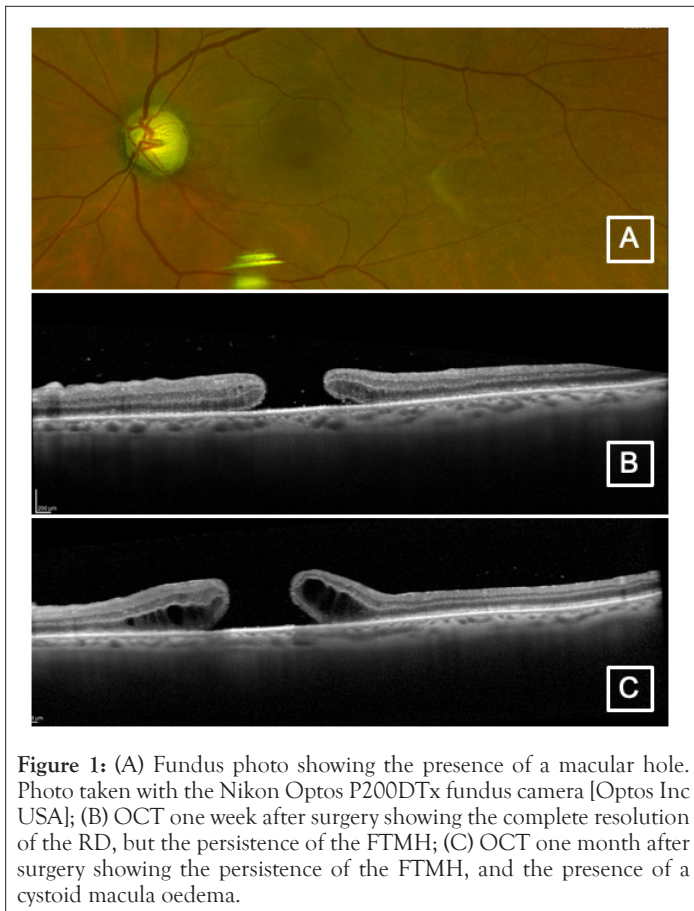 A
B
200 µm
C
Figure 1: (A) Fundus photo showing the presence of a macular hole.
Photo taken with the Nikon Optos P200DTx fundus camera [Optos Inc
USA]; (B) OCT one week after surgery showing the complete resolution
of the RD, but the persistence of the FTMH; (C) OCT one month after
surgery showing the persistence of the FTMH, and the presence of a
cystoid macula oedema.